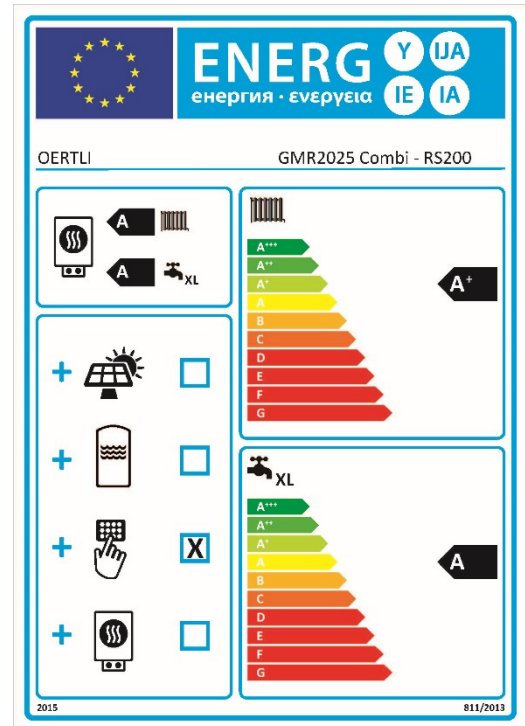 ENERG
Y IJA
IE IA
енергия · ενεργεια
OERTLI
GMR2025 Combi - RS200
A
A
XL
+
+
+ X
+
A+++
A++
A+
A
B
C
D
E
F
G
A+
XL
A+++
A++
A+
A
B
C
D
E
F
G
A
2015
811/2013